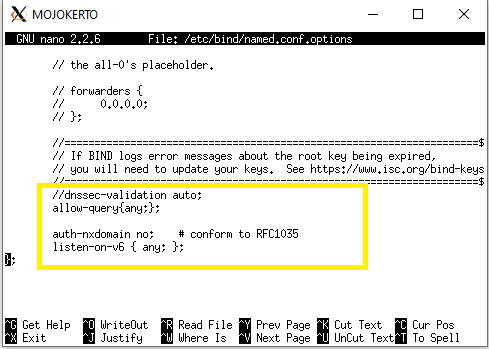 MOJOKERTO
GNU nano 2.2.6 File: /etc/bind/named.conf.options
// the all-0's placeholder.
// forwarders {
// 0.0.0.0;
// };
//=====================================================================$
// If BIND logs error messages about the root key being expired,
// you will need to update your keys. See https://www.isc.org/bind-keys
//=====================================================================$
//dnssec-validation auto;
allow-query{any;};
auth-nxdomain no; # conform to RFC1035
listen-on-v6 { any; };
};
^G Get Help ^O WriteOut ^R Read File ^Y Prev Page ^K Cut Text ^C Cur Pos
^X Exit ^J Justify ^W Where Is ^V Next Page ^U UnCut Text ^T To Spell